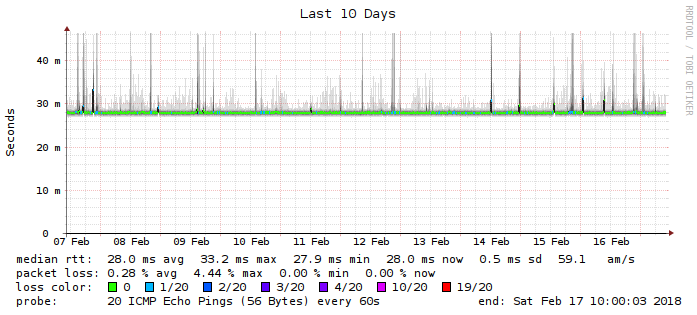 Last 10 Days
RRDTOOL / TOBI OETIKER
Seconds
40 m
30 m
20 m
10 m
0
07 Feb 08 Feb 09 Feb 10 Feb 11 Feb 12 Feb 13 Feb 14 Feb 15 Feb 16 Feb
median rtt: 28.0 ms avg 33.2 ms max 27.9 ms min 28.0 ms now 0.5 ms sd 59.1 am/s
packet loss: 0.28 % avg 4.44 % max 0.00 % min 0.00 % now
loss color: 0 1/20 2/20 3/20 4/20 10/20 19/20
probe: 20 ICMP Echo Pings (56 Bytes) every 60s end: Sat Feb 17 10:00:03 2018